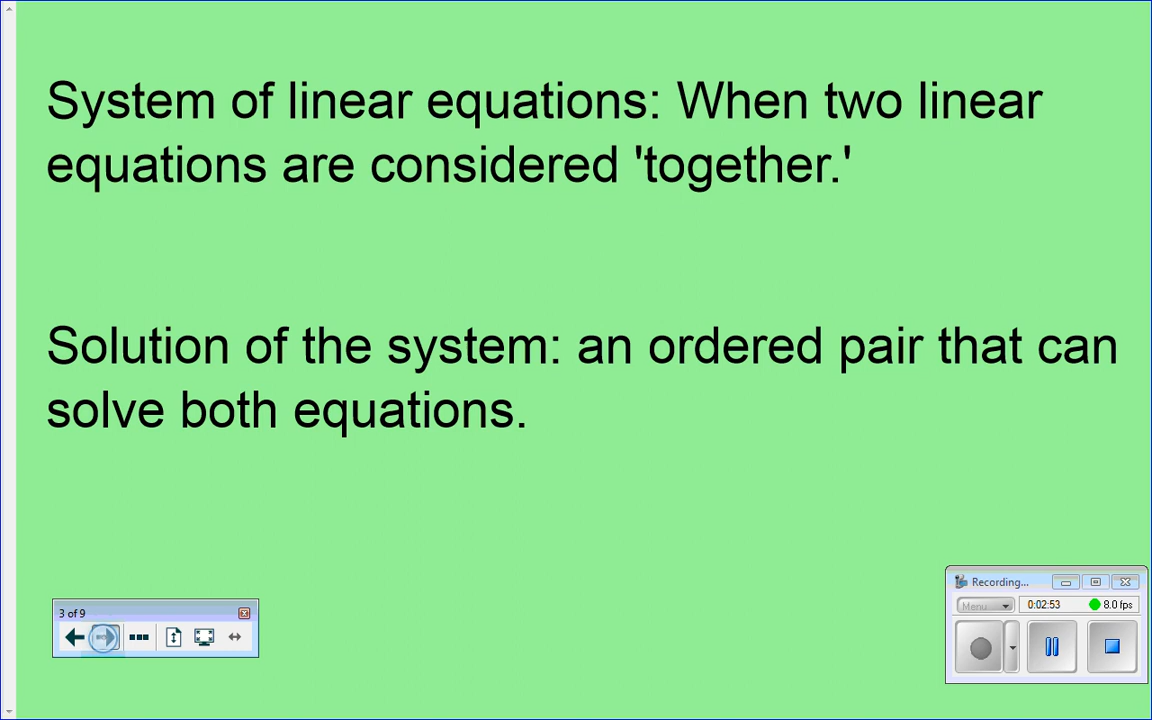 System of linear equations: When two linear
equations are considered 'together.'
Solution of the system: an ordered pair that can
solve both equations.
3 of 9
Recording...
Menu
0:02:53
8.0 fps